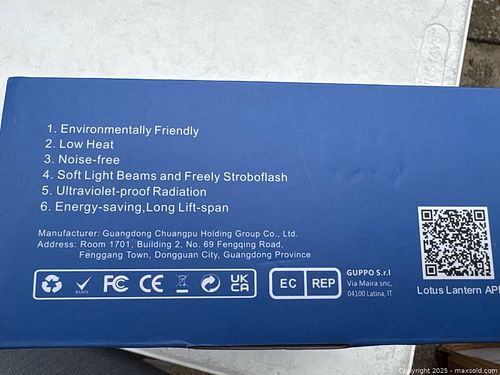 1. Environmentally Friendly
2. Low Heat
3. Noise-free
4. Soft Light Beams and Freely Stroboflash
5. Ultraviolet-proof Radiation
6. Energy-saving,Long Lift-span
Manufacturer: Guangdong Chuangpu Holding Group Co., Ltd.
Address: Room 1701, Building 2, No. 69 Fengqing Road,
Fenggang Town, Dongguan City, Guangdong Province
RoHS FC CE UK CA
EC REP
GUPPO S.r.l
Via Maira snc,
04100 Latina, IT
Lotus Lantern AP
Copyright 2025 - maxsold.com